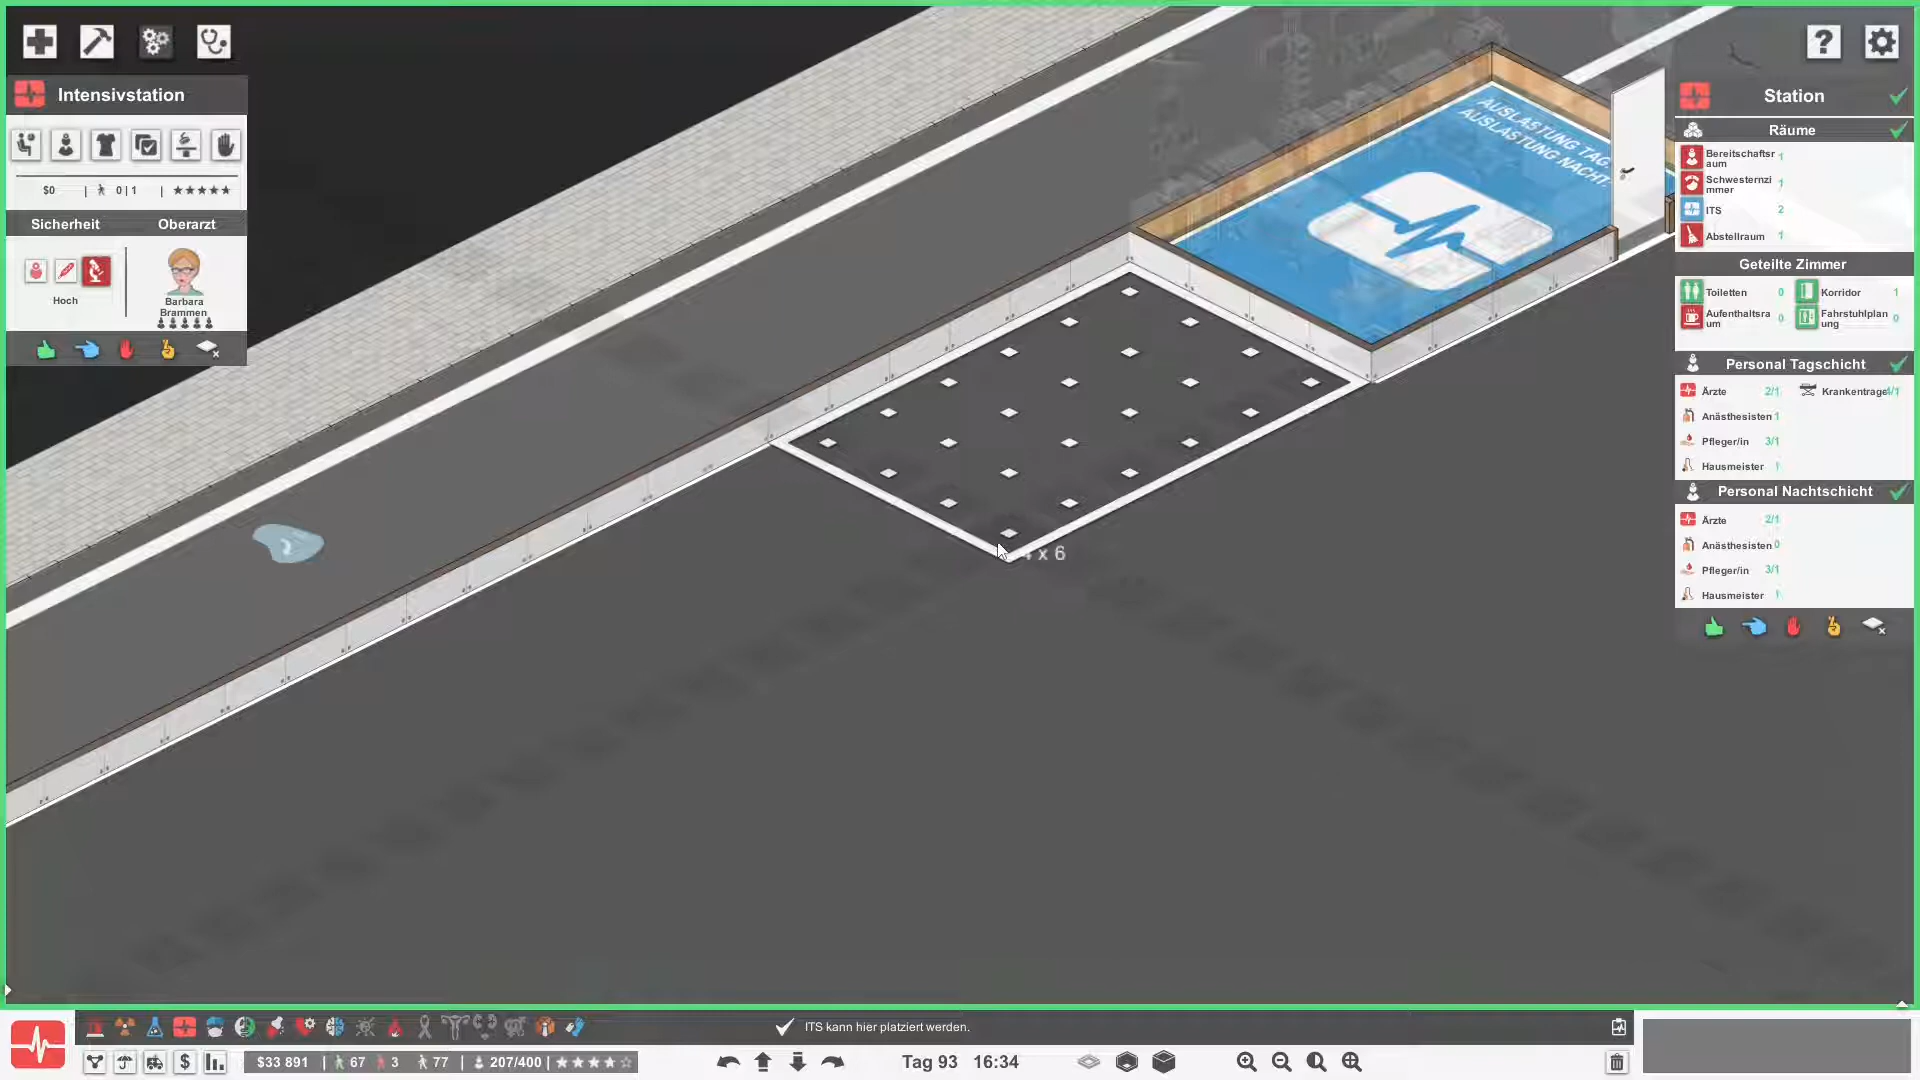 Intensivstation
$0 | 0|1 | ★★★★★
Sicherheit Oberarzt
Hoch
Barbara
Brammen
AUSLASTUNG TAG:
AUSLASTUNG NACHT:
x 6
Station
Räume
Bereitschaftsr
aum 1
Schwesternzi
mmer 1
ITS 2
Abstellraum 1
Geteilte Zimmer
Toiletten 0 Korridor 1
Aufenthaltsra
um 0 Fahrstuhlplan
ung 0
Personal Tagschicht
Ärzte 2/1 Krankentrage
Anästhesisten 1
Pfleger/in 3/1
Hausmeister
Personal Nachtschicht
Ärzte 2/1
Anästhesisten 0
Pfleger/in 3/1
Hausmeister
ITS kann hier platziert werden.
$33 891 | 67 3 77 | 207/400 ★★★★☆
Tag 93 16:34